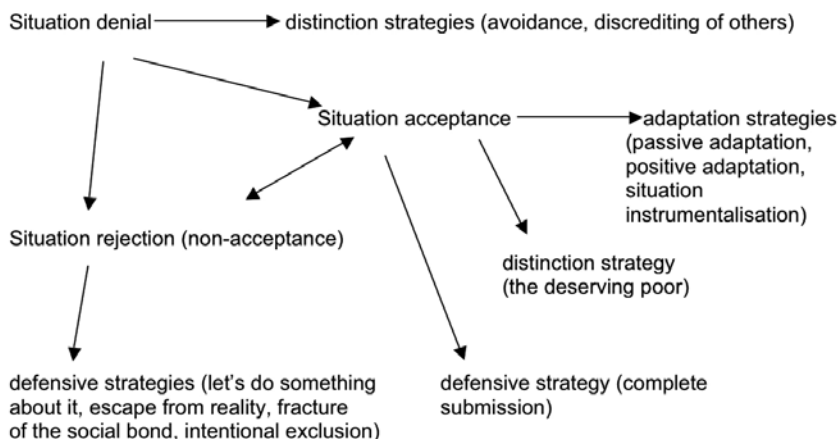 Situation denial
distinction strategies (avoidance, discrediting of others)
Situation acceptance
adaptation strategies
(passive adaptation,
positive adaptation,
situation
instrumentalisation)
Situation rejection (non-acceptance)
distinction strategy
(the deserving poor)
defensive strategies (let's do something
about it, escape from reality, fracture
of the social bond, intentional exclusion)
defensive strategy (complete
submission)